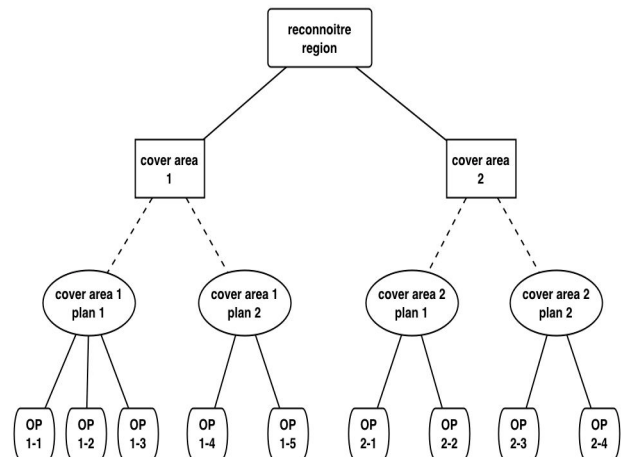 reconnoitre
region
cover area
1
cover area
2
cover area 1
plan 1
cover area 1
plan 2
cover area 2
plan 1
cover area 2
plan 2
OP
1-1
OP
1-2
OP
1-3
OP
1-4
OP
1-5
OP
2-1
OP
2-2
OP
2-3
OP
2-4